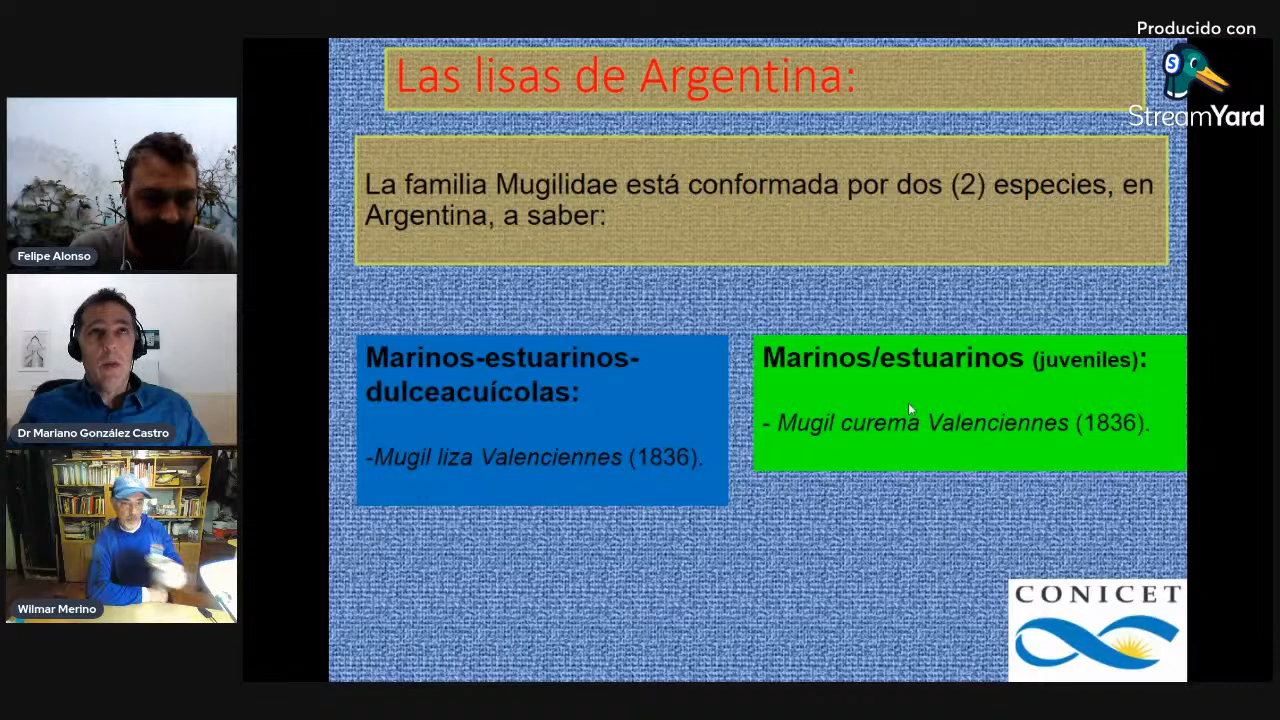 Producido con
StreamYard
Las lisas de Argentina:
La familia Mugilidae está conformada por dos (2) especies, en
Argentina, a saber:
Felipe Alonso
Dr Mariano González Castro
Wilmar Merino
Marinos-estuarinos-
dulceacuícolas:
-Mugil liza Valenciennes (1836).
Marinos/estuarinos (juveniles):
- Mugil curema Valenciennes (1836).
CONICET